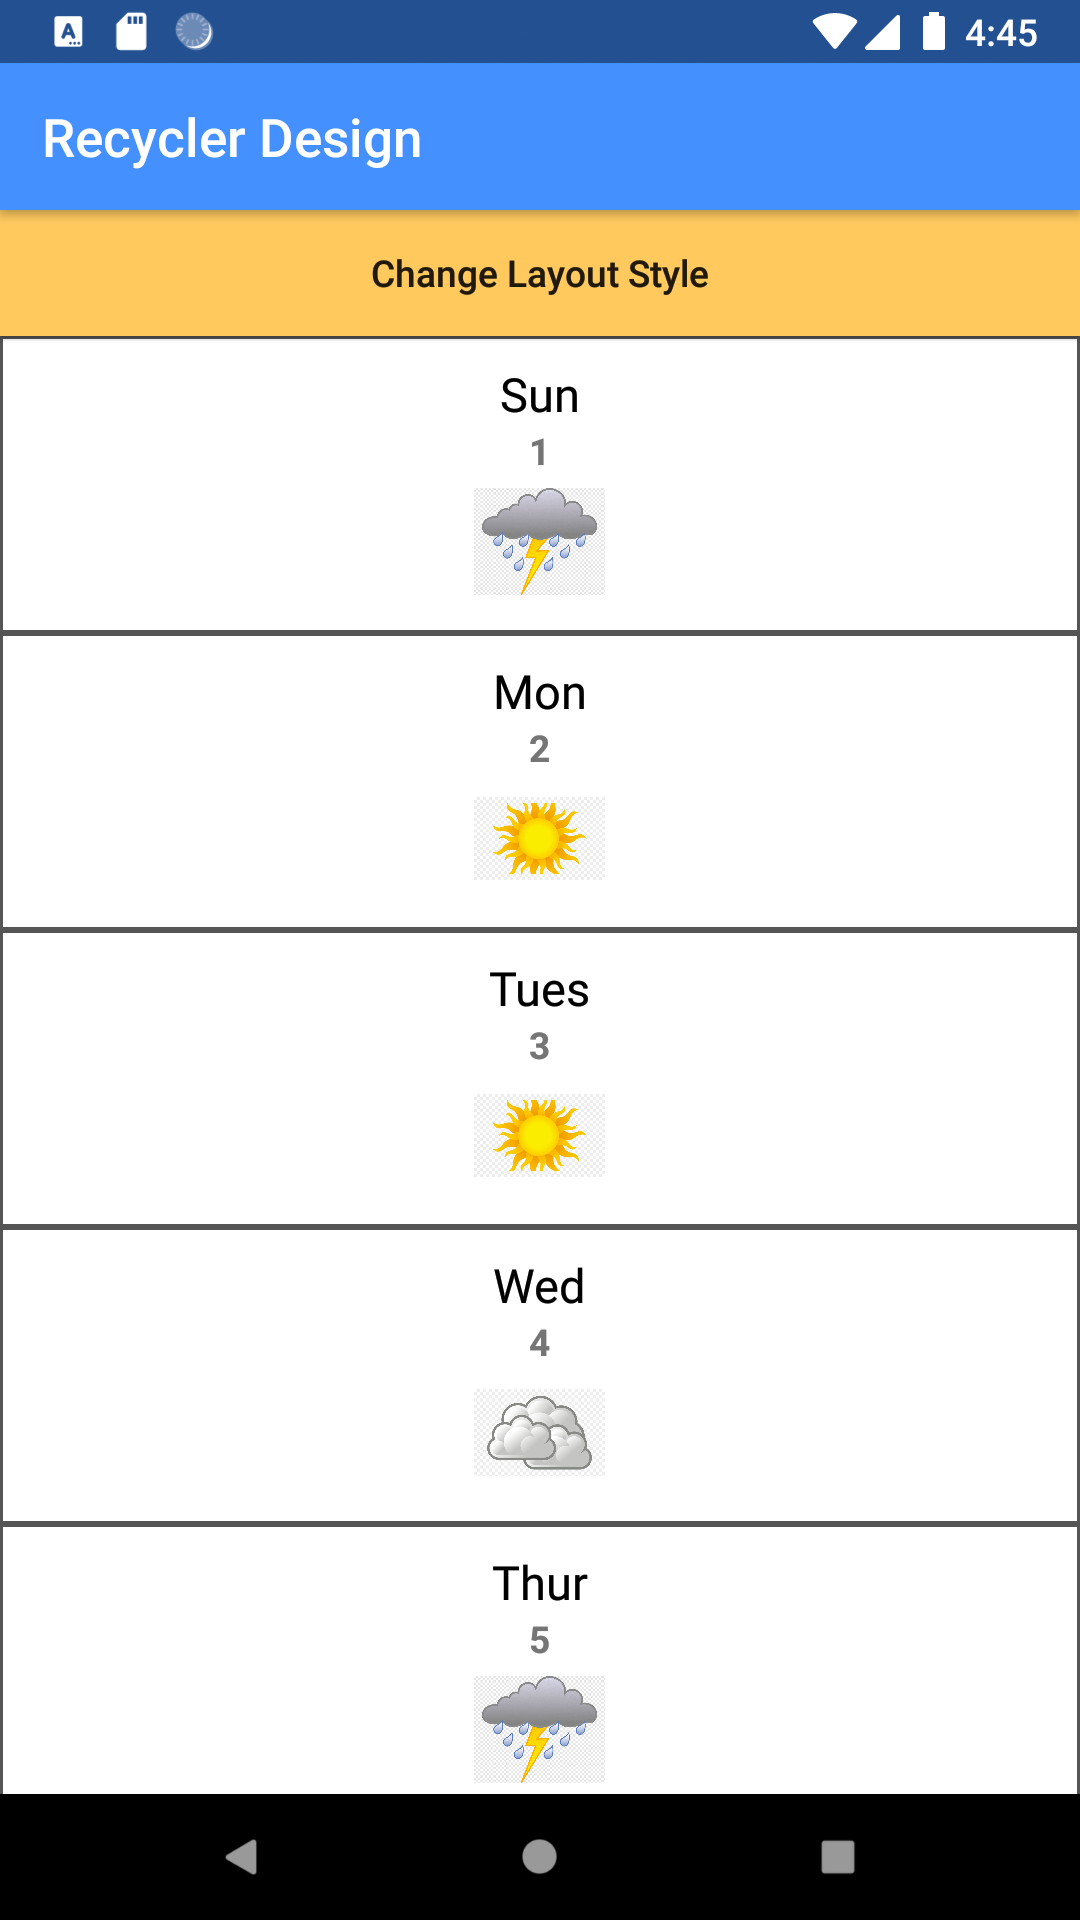 4:45
Recycler Design
Change Layout Style
Sun
1
Mon
2
Tues
3
Wed
4
Thur
5